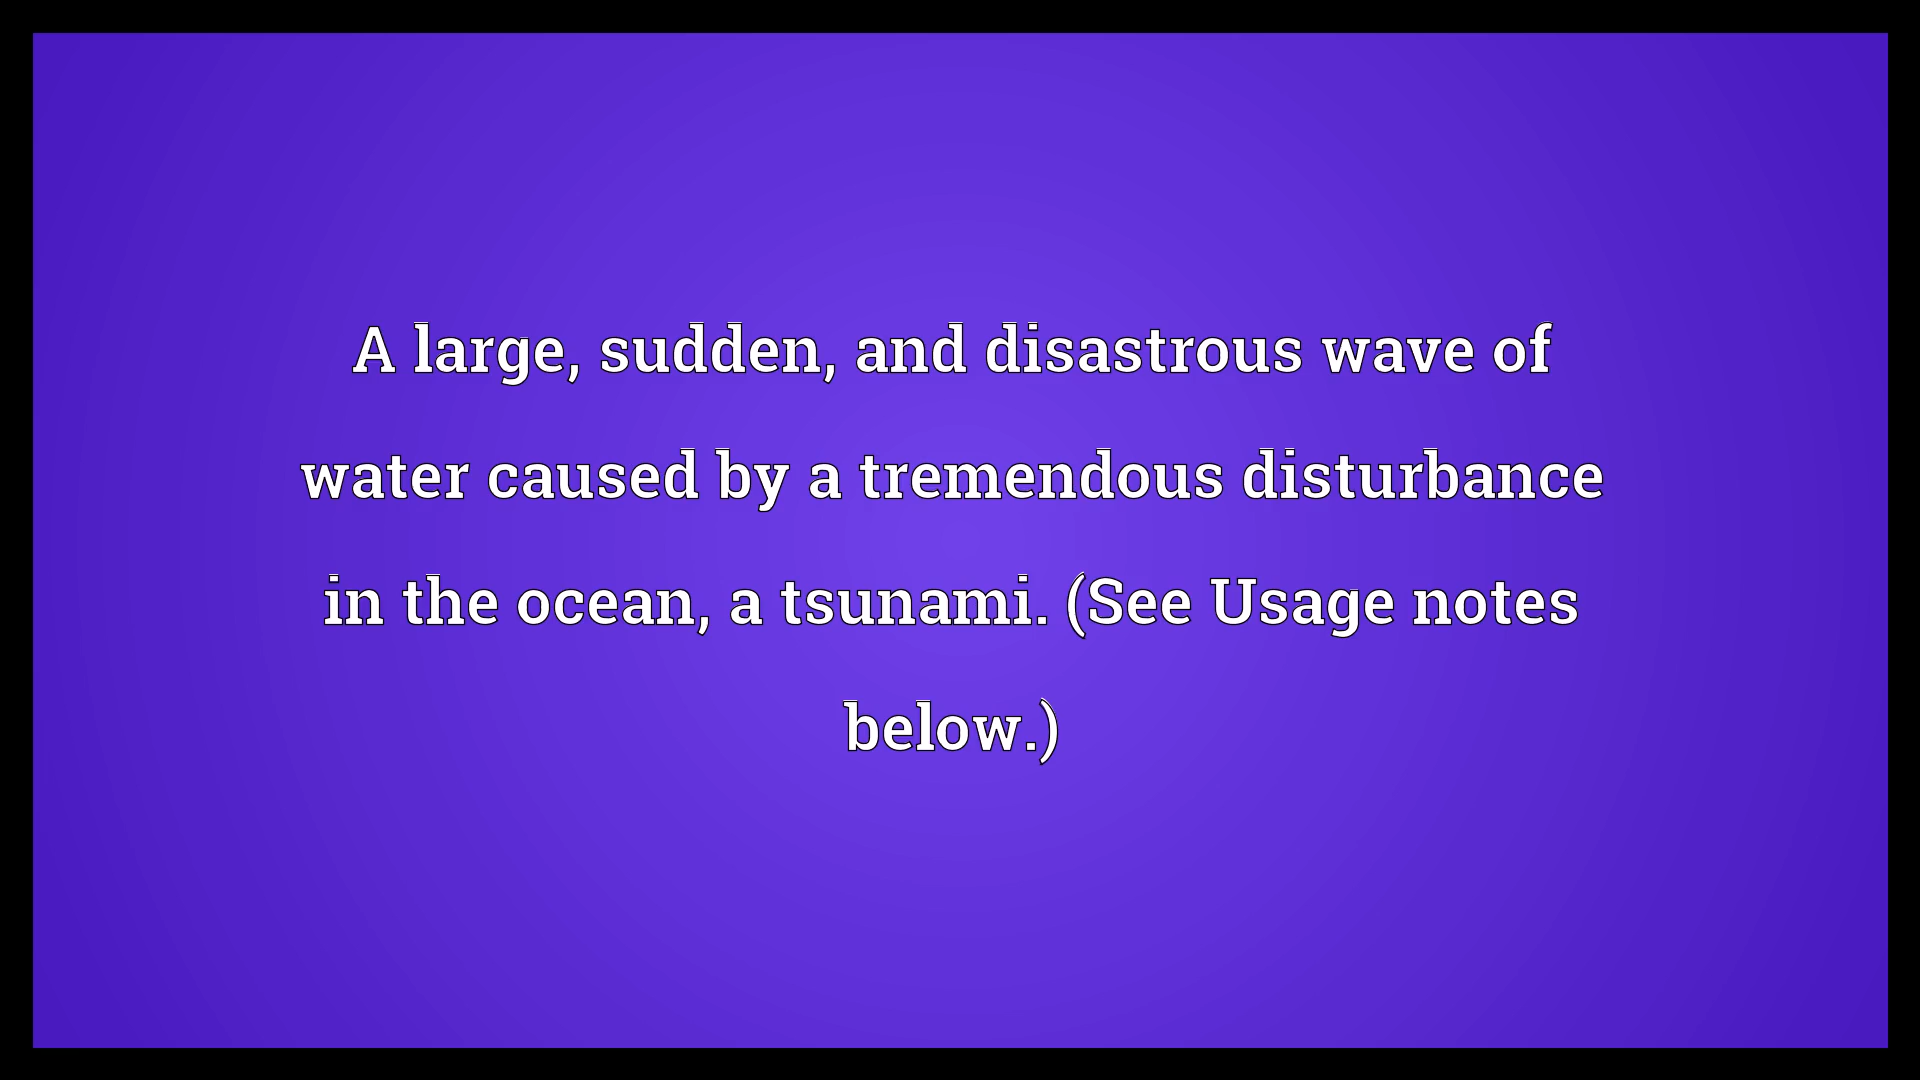 A large, sudden, and disastrous wave of
water caused by a tremendous disturbance
in the ocean, a tsunami. (See Usage notes
below.)